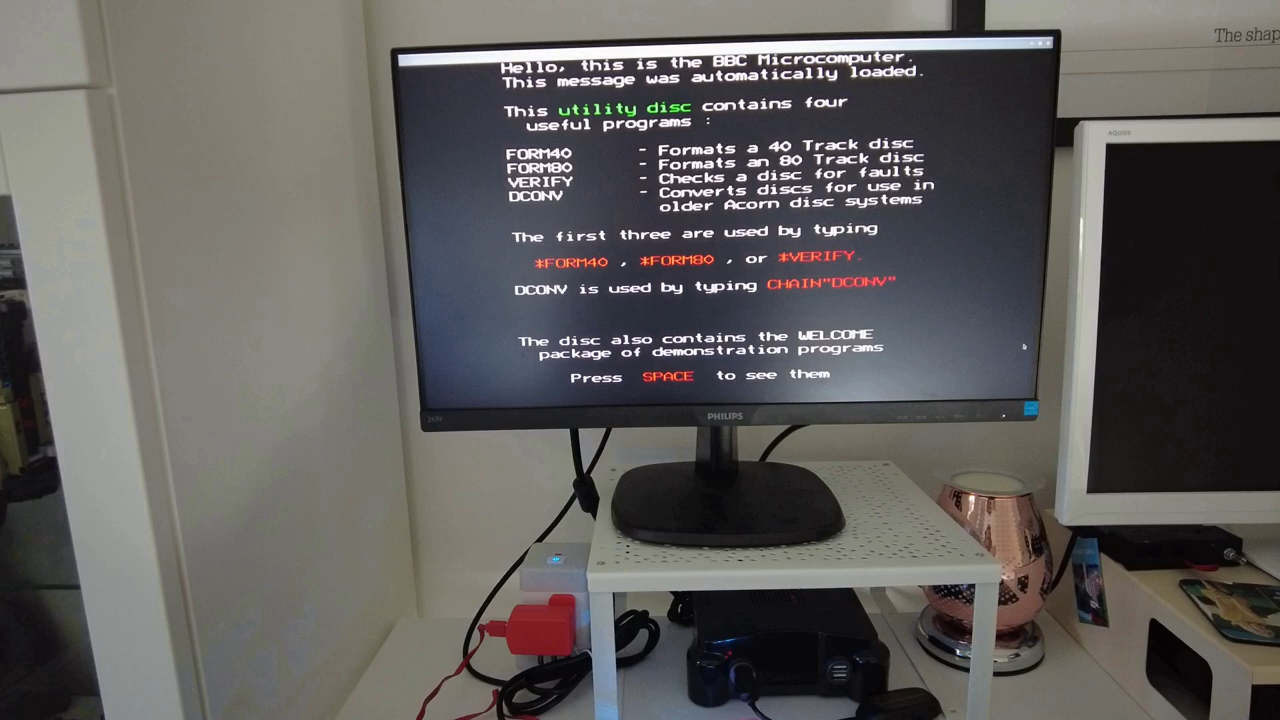 Hello, this is the BBC Microcomputer.
This message was automatically loaded.
This utility disc contains four
useful programs :
FORM40 - Formats a 40 Track disc
FORM80 - Formats an 80 Track disc
VERIFY - Checks a disc for faults
DCONV - Converts discs for use in
older Acorn disc systems
The first three are used by typing
*FORM40 , *FORM80 , or *VERIFY.
DCONV is used by typing CHAIN"DCONV"
The disc also contains the WELCOME
package of demonstration programs
Press SPACE to see them
243V
PHILIPS
The shap
AQUOS